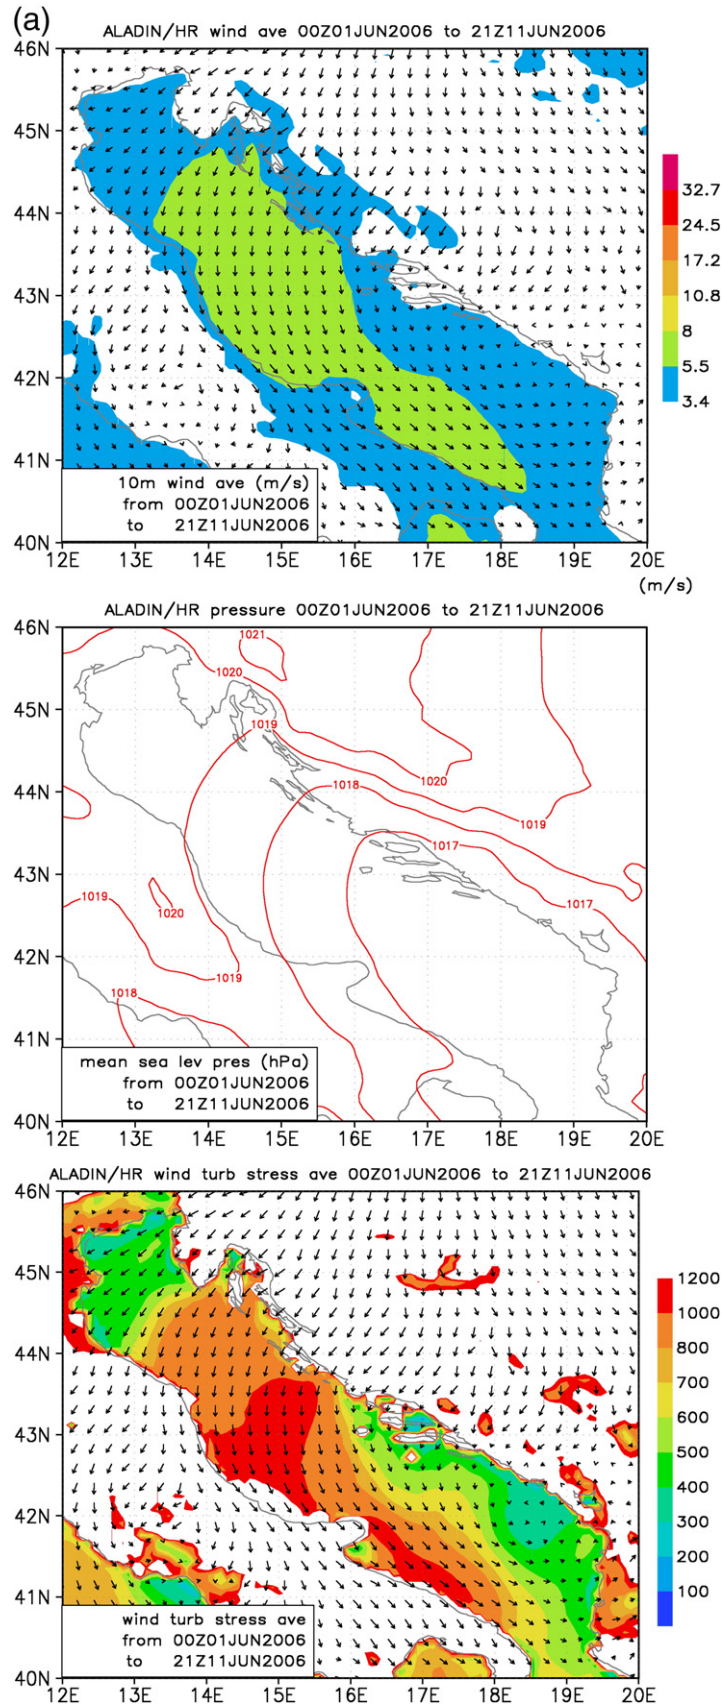 (a)
ALADIN/HR wind ave 00Z01JUN2006 to 21Z11JUN2006
46N
45N
44N
43N
42N
41N
40N
32.7
24.5
17.2
10.8
8
5.5
3.4
10m wind ave (m/s)
from 00Z01JUN2006
to 21Z11JUN2006
12E 13E 14E 15E 16E 17E 18E 19E 20E
(m/s)
ALADIN/HR pressure 00Z01JUN2006 to 21Z11JUN2006
46N
1021
1020
45N
1019
1020
1018
44N
1019
1017
43N
1019
1020
1017
42N
1019
1018
41N
mean sea lev pres (hPa)
from 00Z01JUN2006
to 21Z11JUN2006
40N
12E 13E 14E 15E 16E 17E 18E 19E 20E
ALADIN/HR wind turb stress ave 00Z01JUN2006 to 21Z11JUN2006
46N
45N
44N
43N
42N
41N
40N
1200
1000
800
700
600
500
400
300
200
100
wind turb stress ave
from 00Z01JUN2006
to 21Z11JUN2006
12E 13E 14E 15E 16E 17E 18E 19E 20E